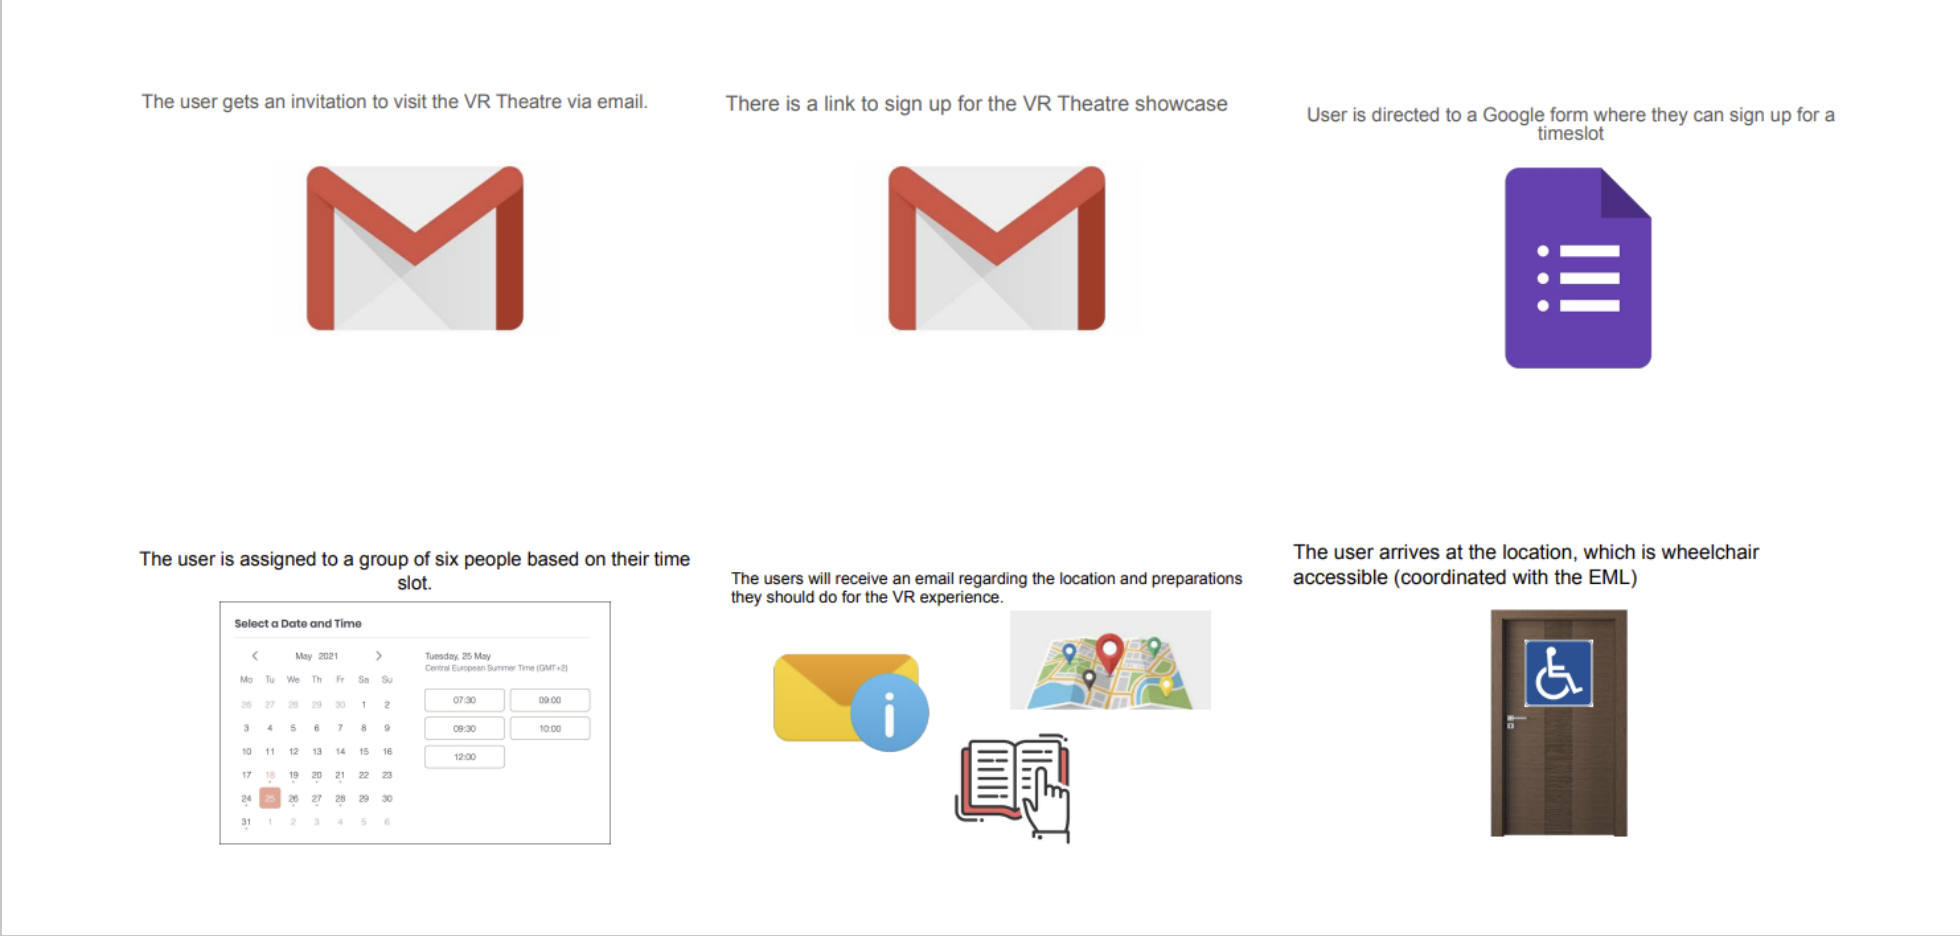 The user gets an invitation to visit the VR Theatre via email.
There is a link to sign up for the VR Theatre showcase
User is directed to a Google form where they can sign up for a
timeslot
The user is assigned to a group of six people based on their time
slot.
Select a Date and Time
May 2021
Mo Tu We Th Fr Sa Su
26 27 28 29 30 1 2
3 4 5 6 7 8 9
10 11 12 13 14 15 16
17 18 19 20 21 22 23
24 25 26 27 28 29 30
31 1 2 3 4 5 6
Tuesday, 25 May
Central European Summer Time (GMT+2)
07:30 09:00
09:30 10:00
12:00
The users will receive an email regarding the location and preparations
they should do for the VR experience.
i
The user arrives at the location, which is wheelchair
accessible (coordinated with the EML)